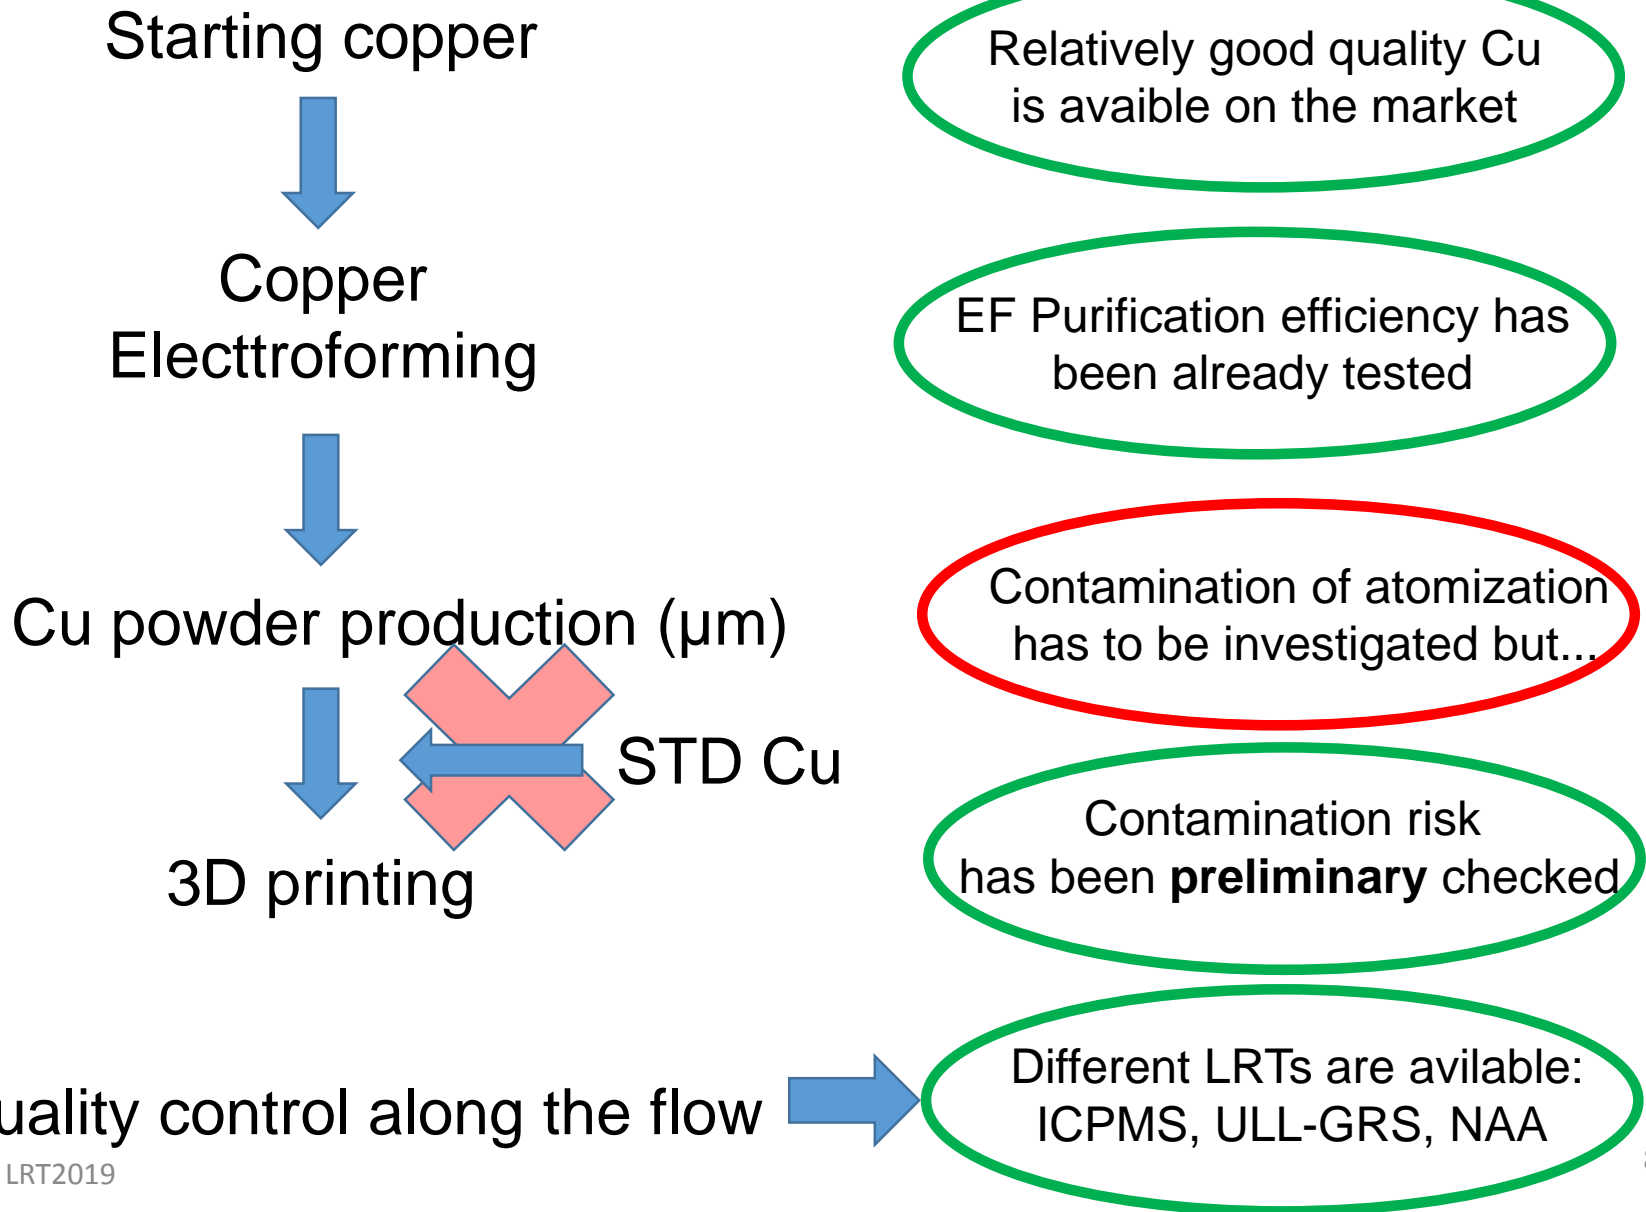 Starting copper
Relatively good quality Cu
is avaible on the market
Copper
Electtroforming
EF Purification efficiency has
been already tested
Cu powder production (µm)
Contamination of atomization
has to be investigated but...
STD Cu
3D printing
Contamination risk
has been preliminary checked
uality control along the flow
Different LRTs are avilable:
ICPMS, ULL-GRS, NAA
LRT2019